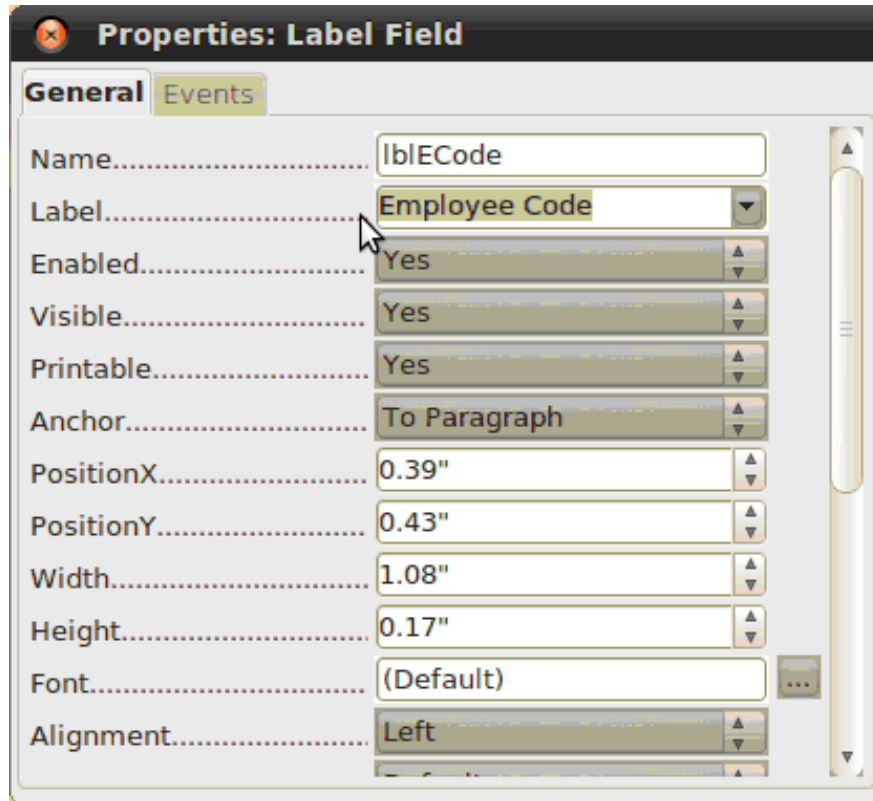 Properties: Label Field
General Events
Name............................ lblECode
Label............................ Employee Code
Enabled......................... Yes
Visible........................... Yes
Printable........................ Yes
Anchor........................... To Paragraph
PositionX........................ 0.39"
PositionY........................ 0.43"
Width............................. 1.08"
Height............................ 0.17"
Font.............................. (Default) ...
Alignment...................... Left